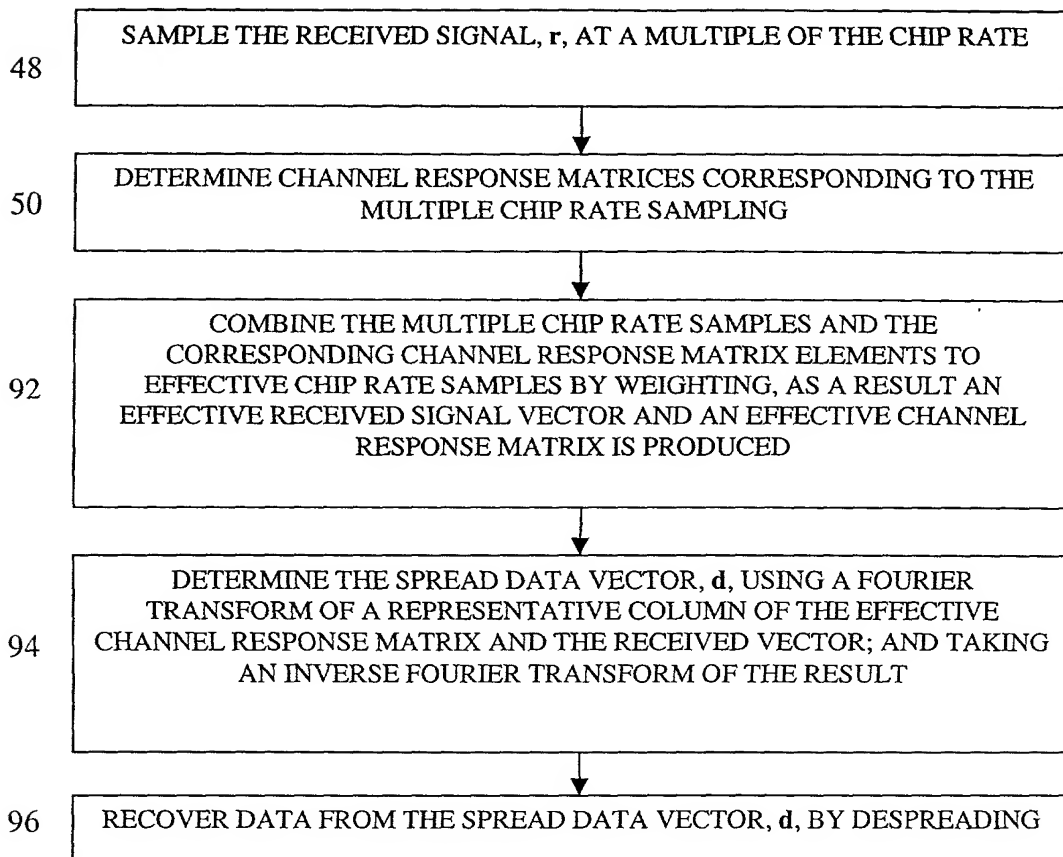 48
SAMPLE THE RECEIVED SIGNAL, r, AT A MULTIPLE OF THE CHIP RATE
50
DETERMINE CHANNEL RESPONSE MATRICES CORRESPONDING TO THE
MULTIPLE CHIP RATE SAMPLING
92
COMBINE THE MULTIPLE CHIP RATE SAMPLES AND THE
CORRESPONDING CHANNEL RESPONSE MATRIX ELEMENTS TO
EFFECTIVE CHIP RATE SAMPLES BY WEIGHTING, AS A RESULT AN
EFFECTIVE RECEIVED SIGNAL VECTOR AND AN EFFECTIVE CHANNEL
RESPONSE MATRIX IS PRODUCED
94
DETERMINE THE SPREAD DATA VECTOR, d, USING A FOURIER
TRANSFORM OF A REPRESENTATIVE COLUMN OF THE EFFECTIVE
CHANNEL RESPONSE MATRIX AND THE RECEIVED VECTOR; AND TAKING
AN INVERSE FOURIER TRANSFORM OF THE RESULT
96
RECOVER DATA FROM THE SPREAD DATA VECTOR, d, BY DESPREADING